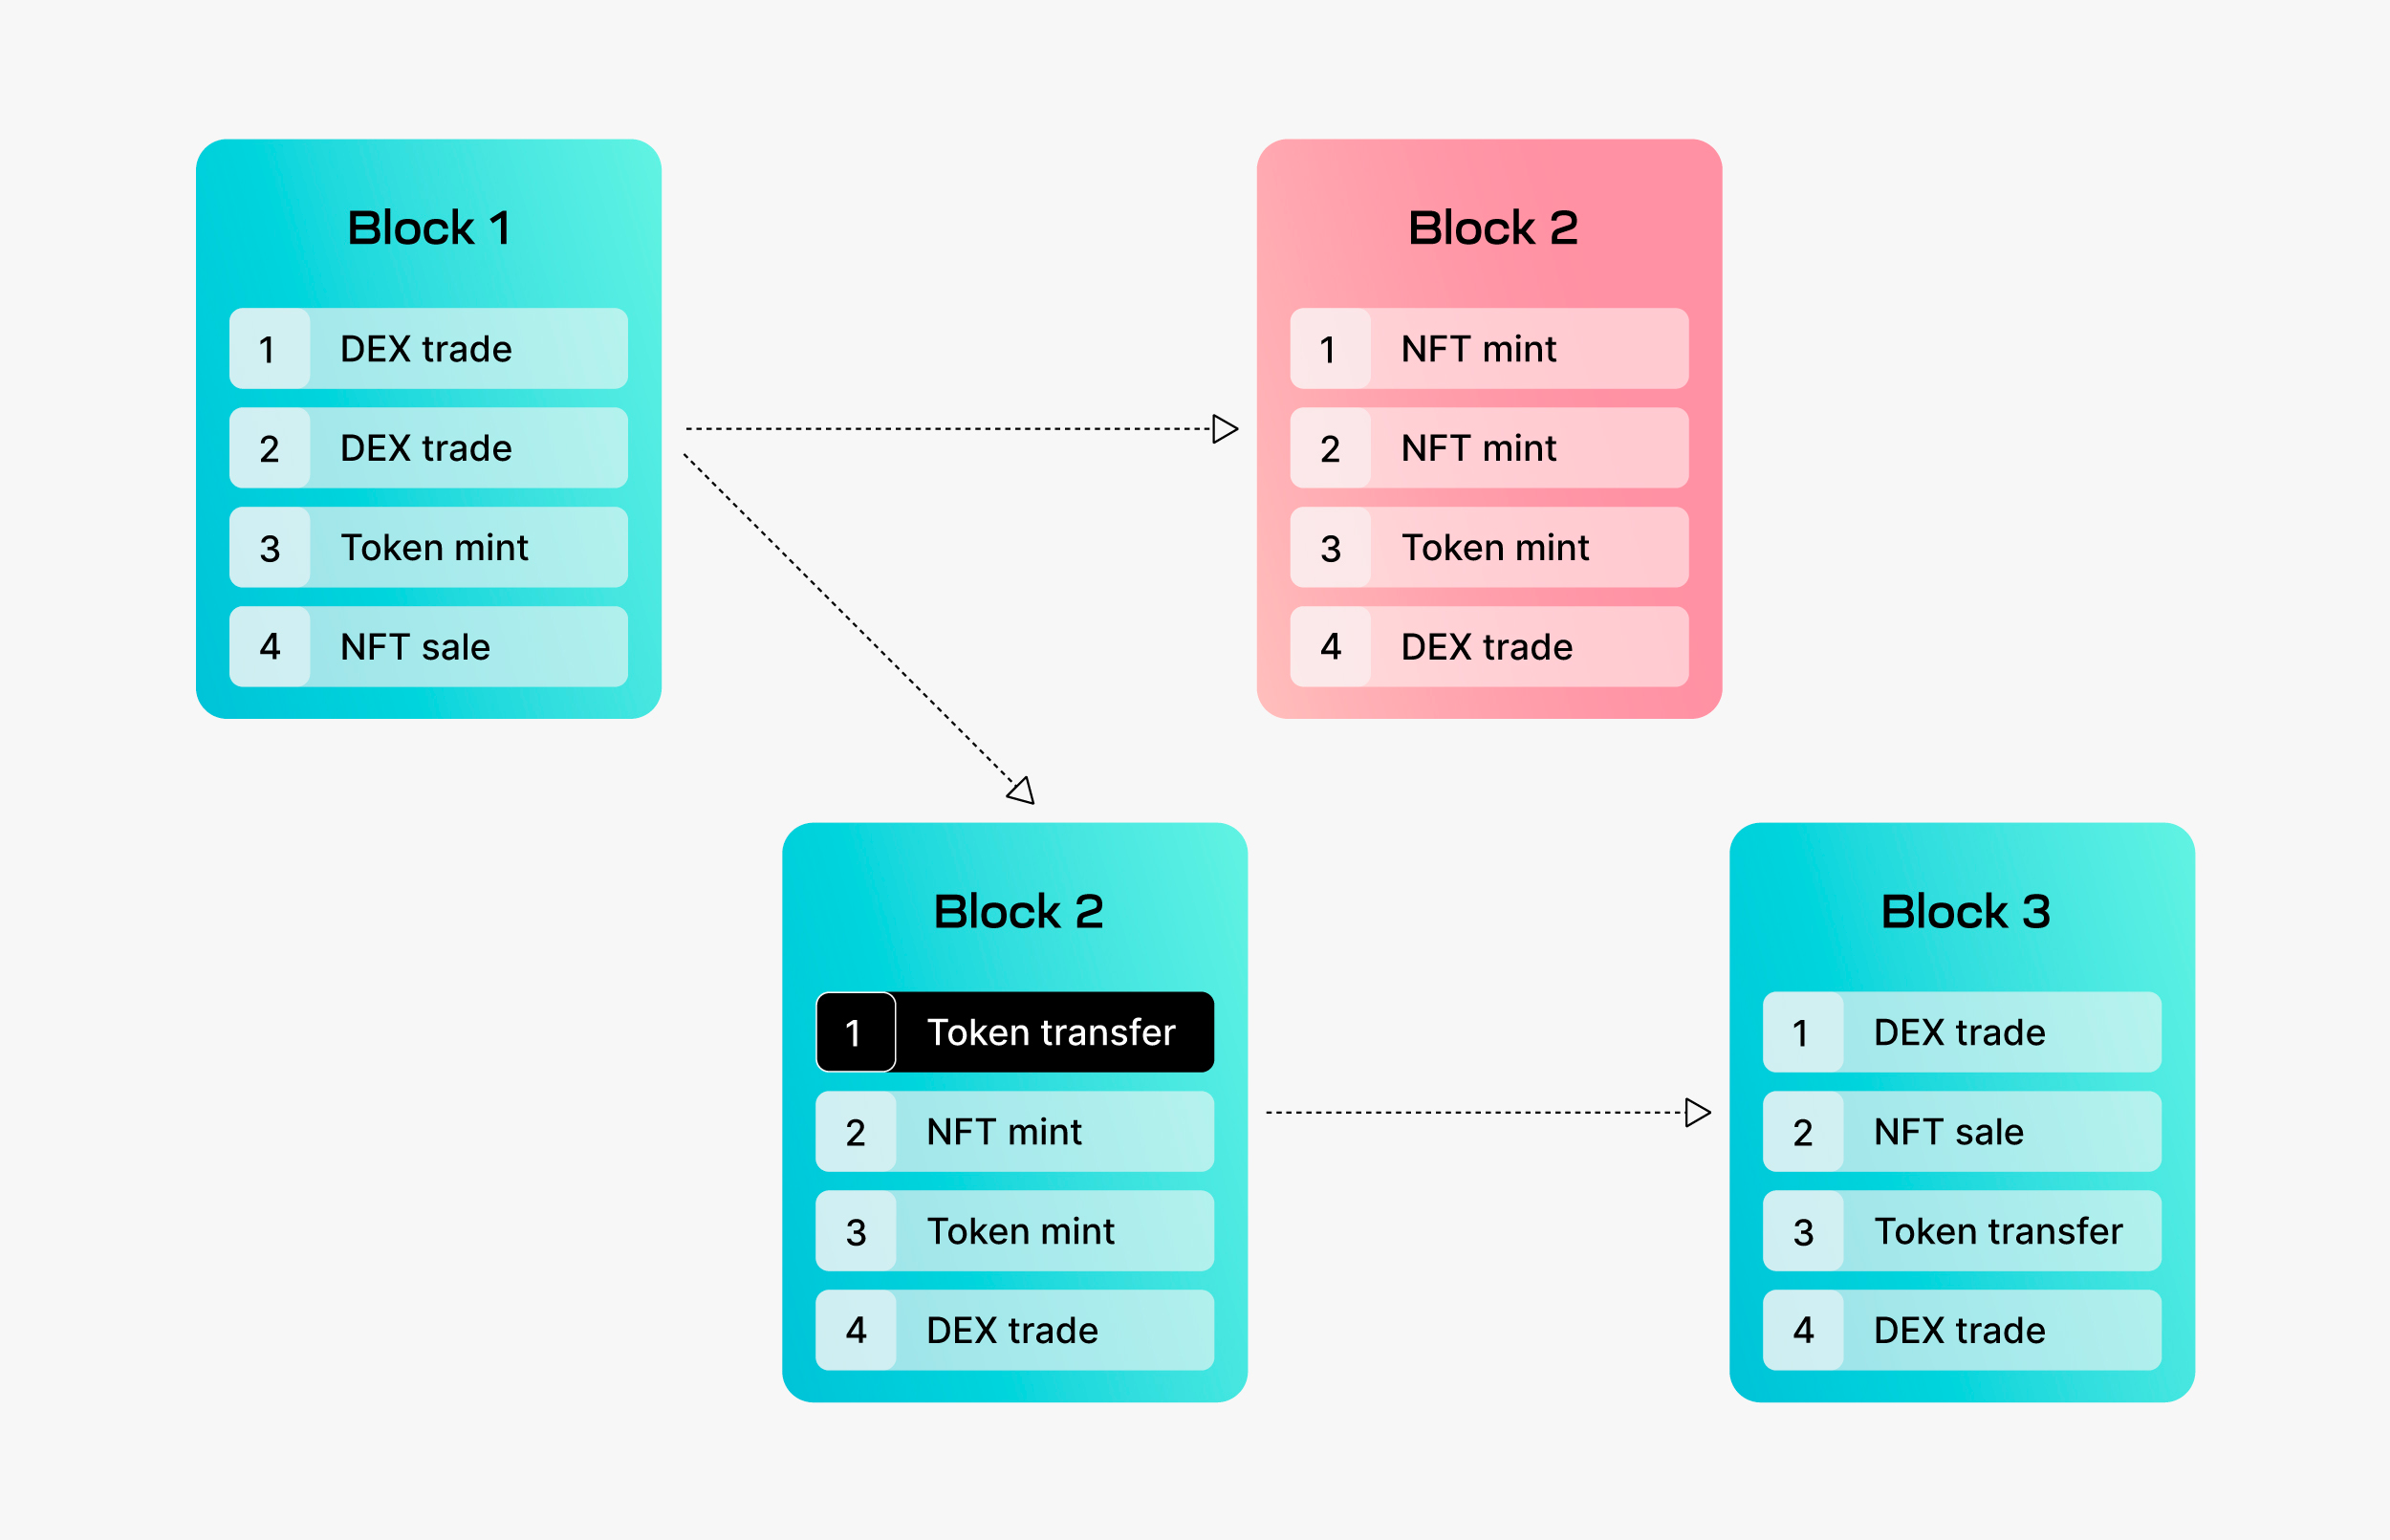 Block 1
1 DEX trade
2 DEX trade
3 Token mint
4 NFT sale
Block 2
1 NFT mint
2 NFT mint
3 Token mint
4 DEX trade
Block 2
1 Token transfer
2 NFT mint
3 Token mint
4 DEX trade
Block 3
1 DEX trade
2 NFT sale
3 Token transfer
4 DEX trade